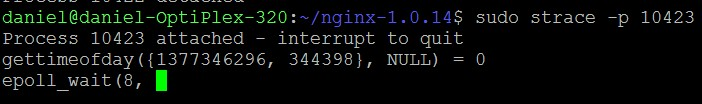 daniel@daniel-OptiPlex-320:~/nginx-1.0.14$ sudo strace -p 10423
Process 10423 attached - interrupt to quit
gettimeofday({1377346296, 344398}, NULL) = 0
epoll_wait(8,